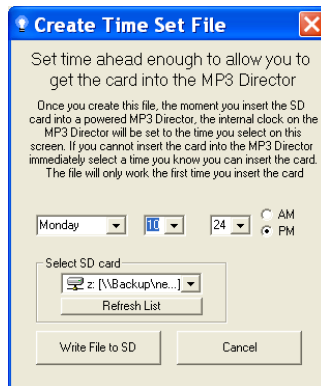 Create Time Set File
Set time ahead enough to allow you to
get the card into the MP3 Director
Once you create this file, the moment you insert the SD
card into a powered MP3 Director, the internal clock on the
MP3 Director will be set to the time you select on this
screen. If you cannot insert the card into the MP3 Director
immediately select a time you know you can insert the card.
The file will only work the first time you insert the card
Monday 10 24 AM
PM
Select SD card
z: [\\Backup\ne...]
Refresh List
Write File to SD Cancel